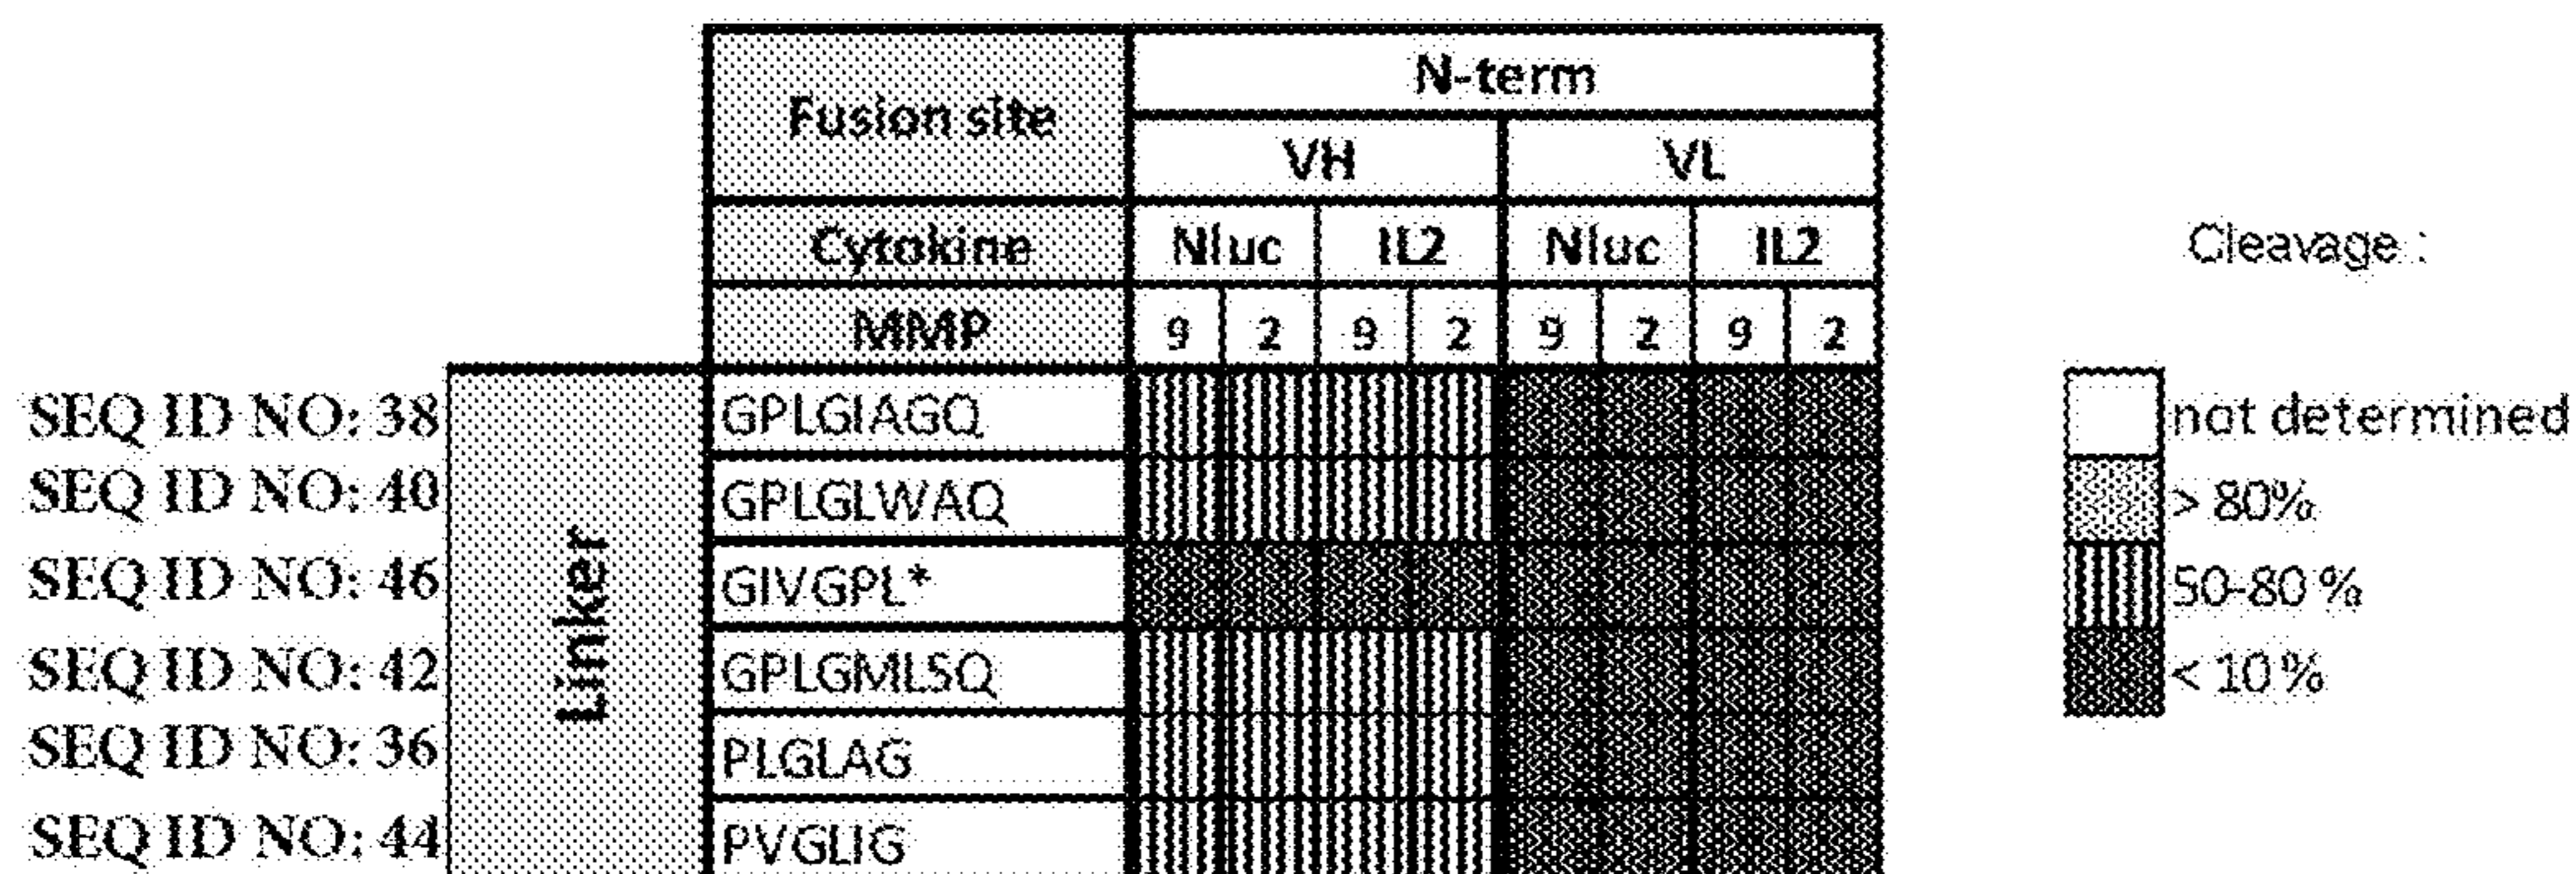 N-term
Fusion site
VH VL
Cytokine Nluc IL2 Nluc IL2
Cleavage :
MMP 9 2 9 2 9 2 9 2
SEQ ID NO: 38 GPLGIAGQ not determined
SEQ ID NO: 40 GPLGLWAQ > 80%
SEQ ID NO: 46 GIVGPL* 50-80 %
SEQ ID NO: 42 GPLGMLSQ < 10 %
SEQ ID NO: 36 PLGLAG
SEQ ID NO: 44 PVGLIG
Linker